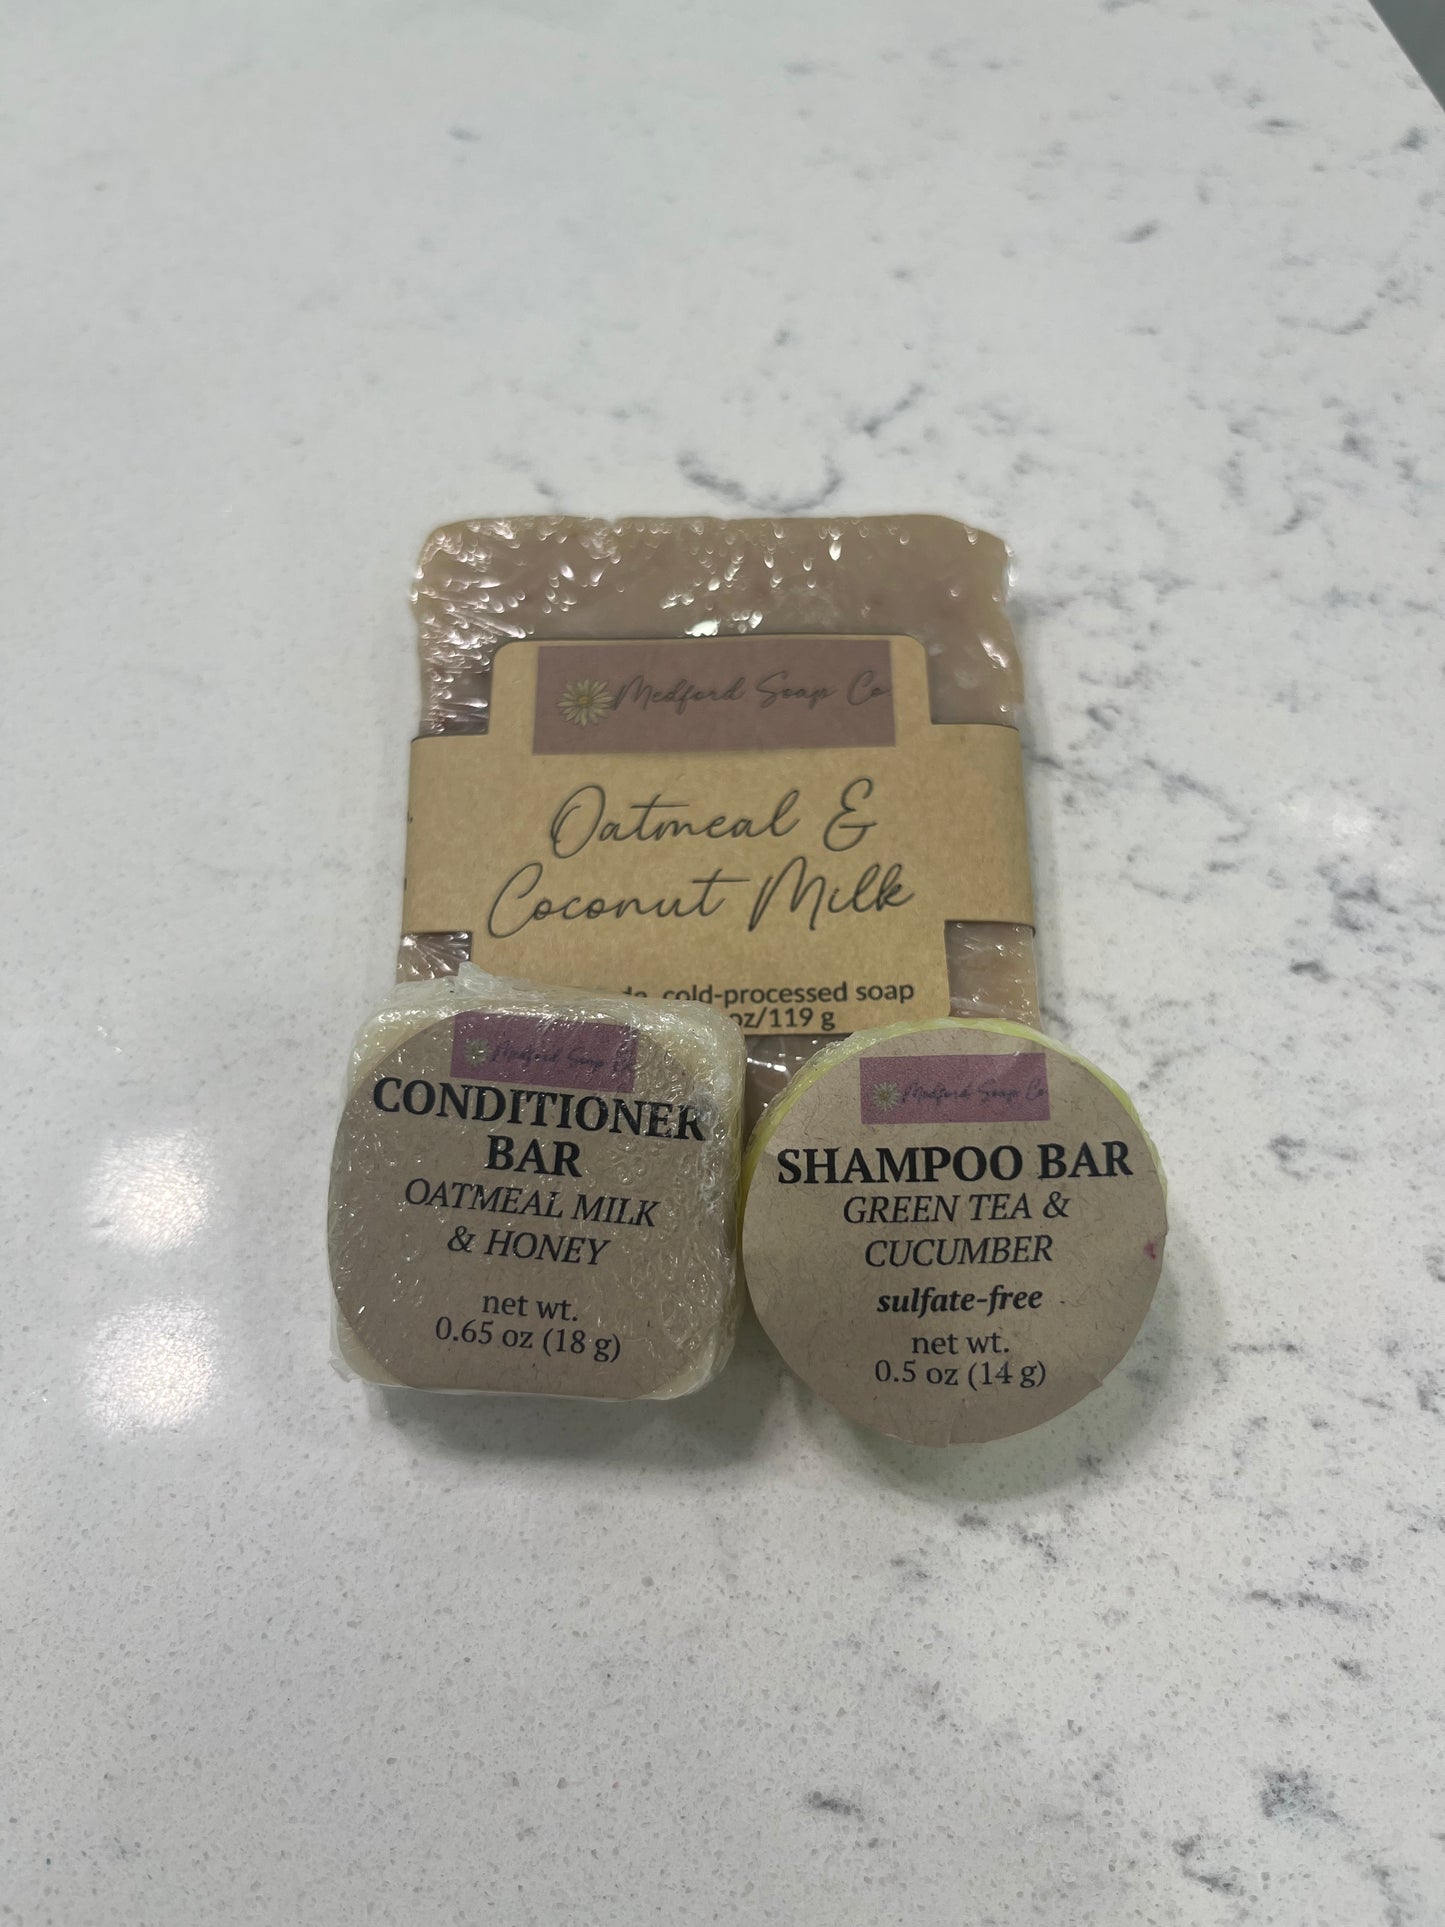 Medford Soap Co
Oatmeal &
Coconut Milk
cold-processed soap
oz/119 g
Medford Soap Co
CONDITIONER
BAR
OATMEAL MILK
& HONEY
net wt.
0.65 oz (18 g)
Medford Soap Co
SHAMPOO BAR
GREEN TEA &
CUCUMBER
sulfate-free
net wt.
0.5 oz (14 g)